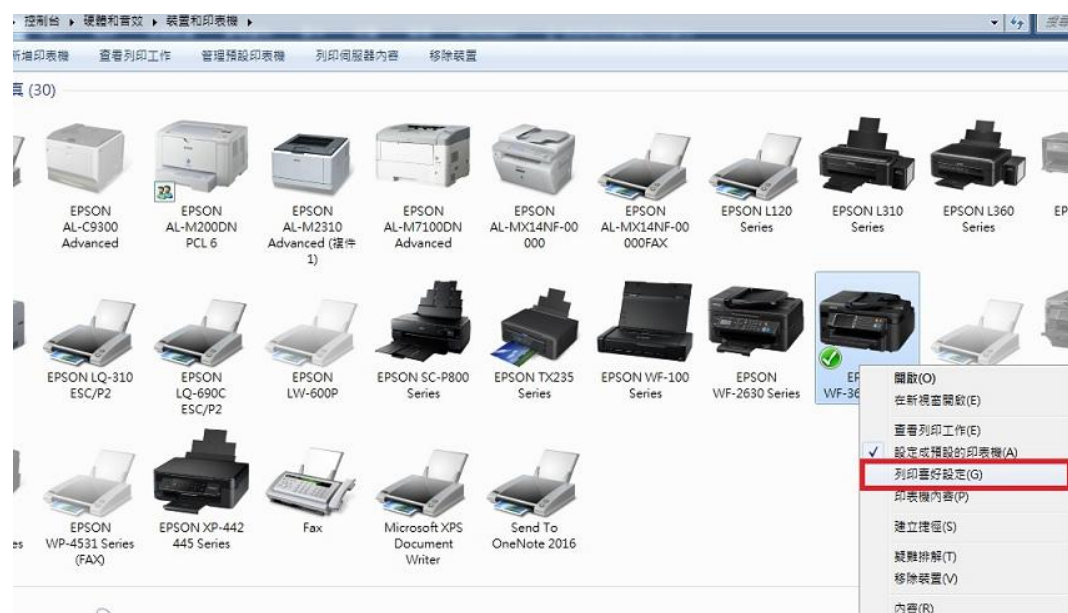 控制台 ▸ 硬體和音效 ▸ 裝置和印表機 ▸
新增印表機 查看列印工作 管理預設印表機 列印伺服器內容 移除裝置
真 (30)
EPSON
AL-C9300
Advanced
EPSON
AL-M200DN
PCL 6
EPSON
AL-M2310
Advanced (複件
1)
EPSON
AL-M7100DN
Advanced
EPSON
AL-MX14NF-00
000
EPSON
AL-MX14NF-00
000FAX
EPSON L120
Series
EPSON L310
Series
EPSON L360
Series
EP
EPSON LQ-310
ESC/P2
EPSON
LQ-690C
ESC/P2
EPSON
LW-600P
EPSON SC-P800
Series
EPSON TX235
Series
EPSON WF-100
Series
EPSON
WF-2630 Series
EP
WF-36
es
EPSON
WP-4531 Series
(FAX)
EPSON XP-442
445 Series
Fax
Microsoft XPS
Document
Writer
Send To
OneNote 2016
開啟(O)
在新視窗開啟(E)
查看列印工作(E)
設定成預設的印表機(A)
列印喜好設定(G)
印表機內容(P)
建立捷徑(S)
疑難排解(T)
移除裝置(V)
內容(R)